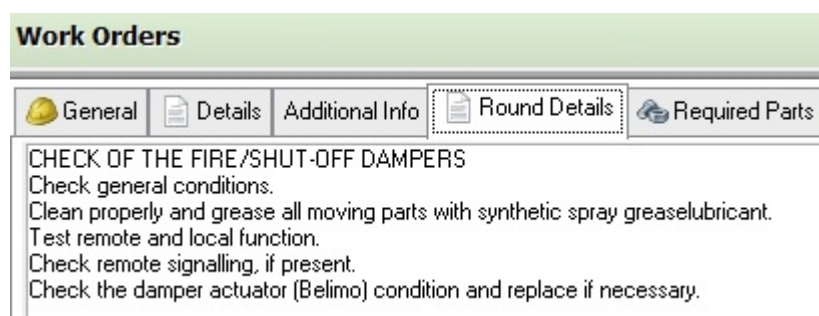 Work Orders
General Details Additional Info Round Details Required Parts
CHECK OF THE FIRE/SHUT-OFF DAMPERS
Check general conditions.
Clean properly and grease all moving parts with synthetic spray greaselubricant.
Test remote and local function.
Check remote signalling, if present.
Check the damper actuator (Belimo) condition and replace if necessary.